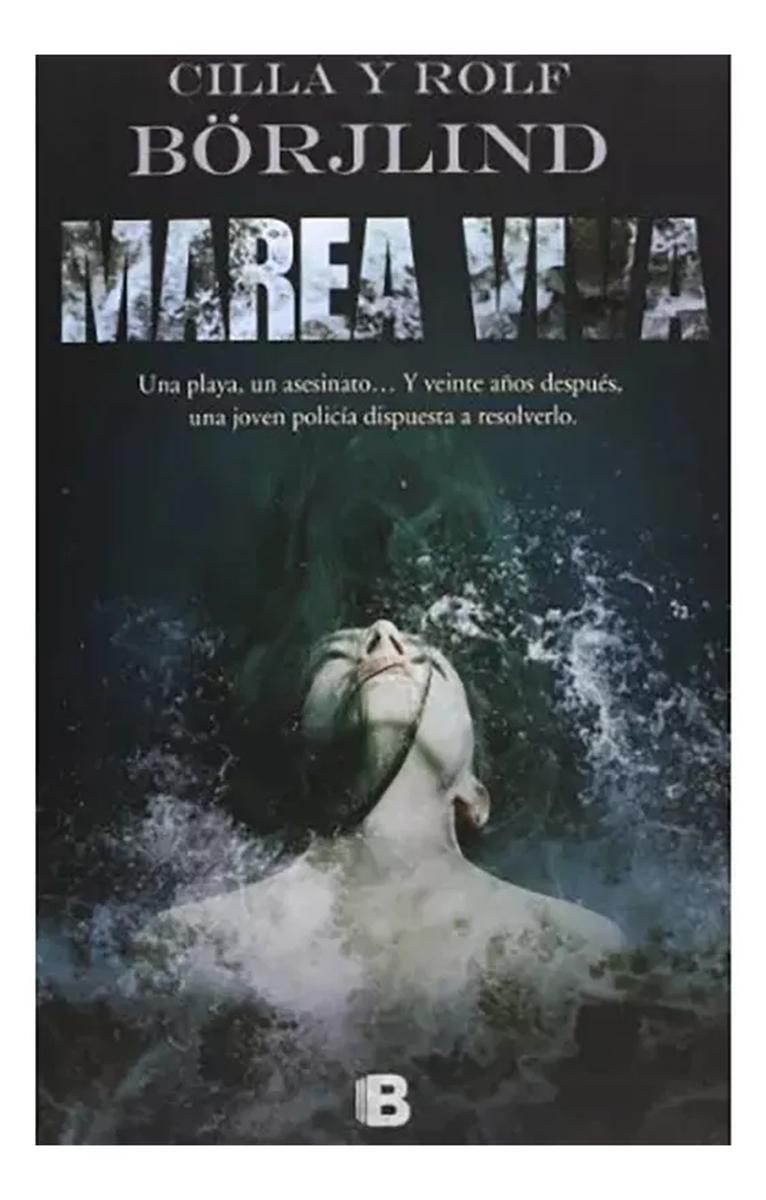 CILLA Y ROLF
BÖRJLIND
MAREA VIVA
Una playa, un asesinato... Y veinte años después,
una joven policía dispuesta a resolverlo.
B